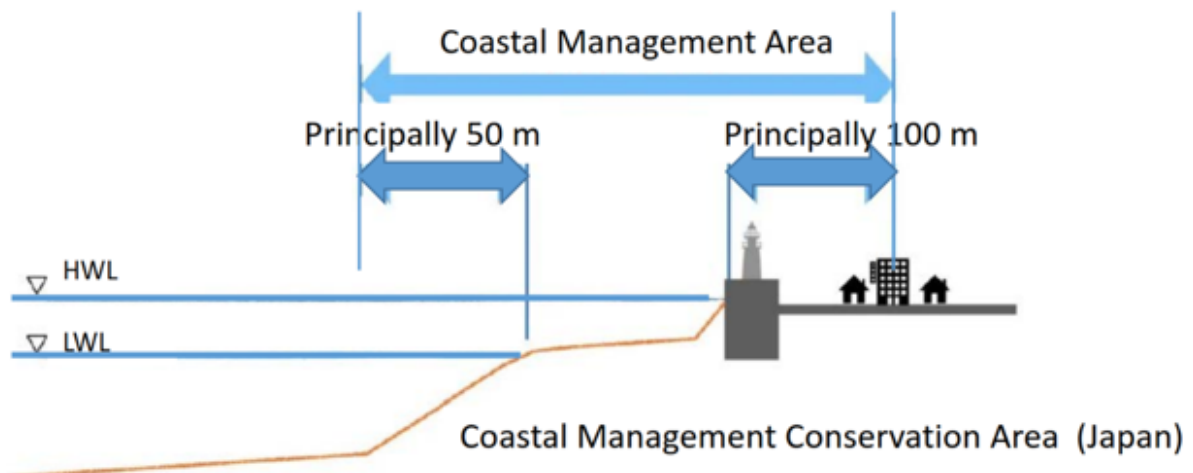 Coastal Management Area
Principally 50 m
Principally 100 m
HWL
LWL
Coastal Management Conservation Area (Japan)